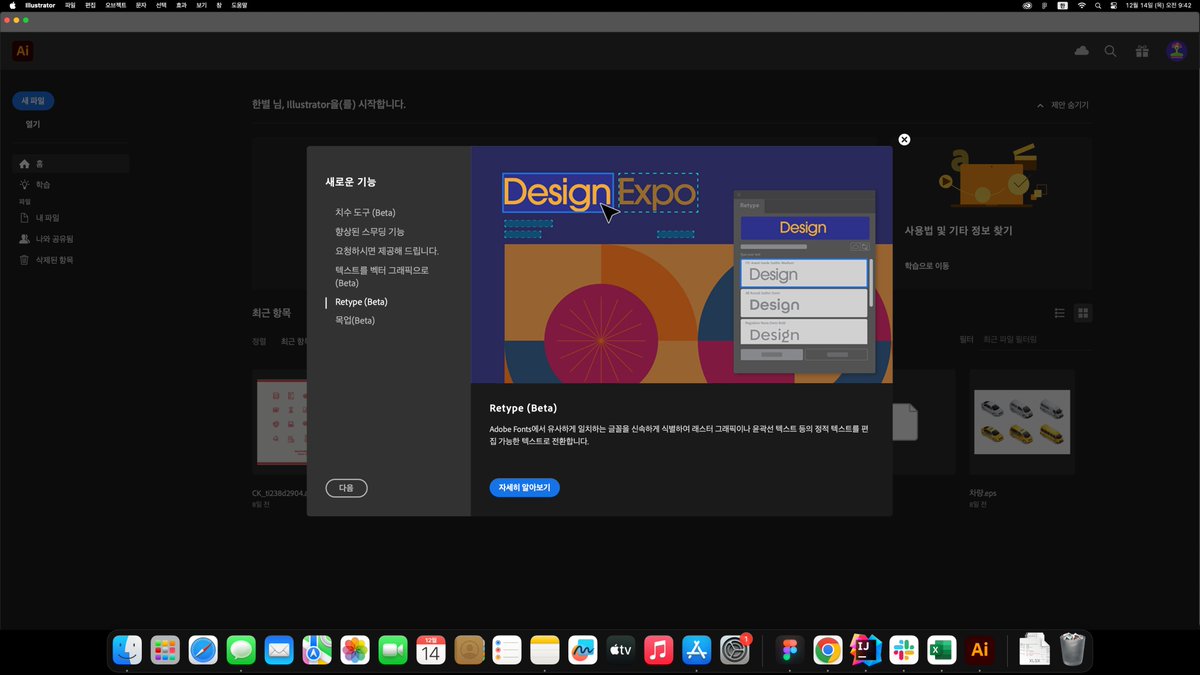 Illustrator 파일 편집 오브젝트 문자 선택 효과 보기 창 도움말
한 12월 14일 (목) 오전 9:42
Ai
새 파일
한별 님, Illustrator을(를) 시작합니다.
제안 숨기기
열기
홈
학습
파일
내 파일
나와 공유됨
삭제된 항목
새로운 기능
치수 도구 (Beta)
향상된 스무딩 기능
요청하시면 제공해 드립니다.
텍스트를 벡터 그래픽으로
(Beta)
Retype (Beta)
목업(Beta)
다음
Design Expo
Retype
Design
Design
Design
Design
Retype (Beta)
Adobe Fonts에서 유사하게 일치하는 글꼴을 신속하게 식별하여 래스터 그래픽이나 윤곽선 텍스트 등의 정적 텍스트를 편
집 가능한 텍스트로 전환합니다.
자세히 알아보기
사용법 및 기타 정보 찾기
학습으로 이동
최근 항목
정렬 최근 항
필터 최근 파일 필터링
CK_ti238d2904.
8일 전
차량.eps
8일 전
12월
14
tv
1
IJ
X
Ai
XLSX